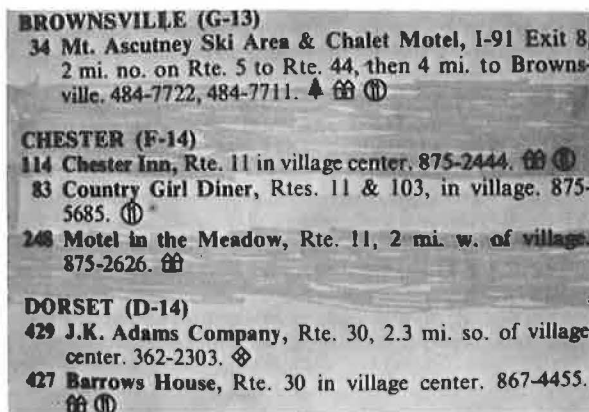 BROWNSVILLE (G-13)
34 Mt. Ascutney Ski Area & Chalet Motel, I-91 Exit 8,
2 mi. no. on Rte. 5 to Rte. 44, then 4 mi. to Browns-
ville. 484-7722, 484-7711.
CHESTER (F-14)
114 Chester Inn, Rte. 11 in village center. 875-2444.
83 Country Girl Diner, Rtes. 11 & 103, in village. 875-
5685.
248 Motel in the Meadow, Rte. 11, 2 mi. w. of village.
875-2626.
DORSET (D-14)
429 J.K. Adams Company, Rte. 30, 2.3 mi. so. of village
center. 362-2303.
427 Barrows House, Rte. 30 in village center. 867-4455.